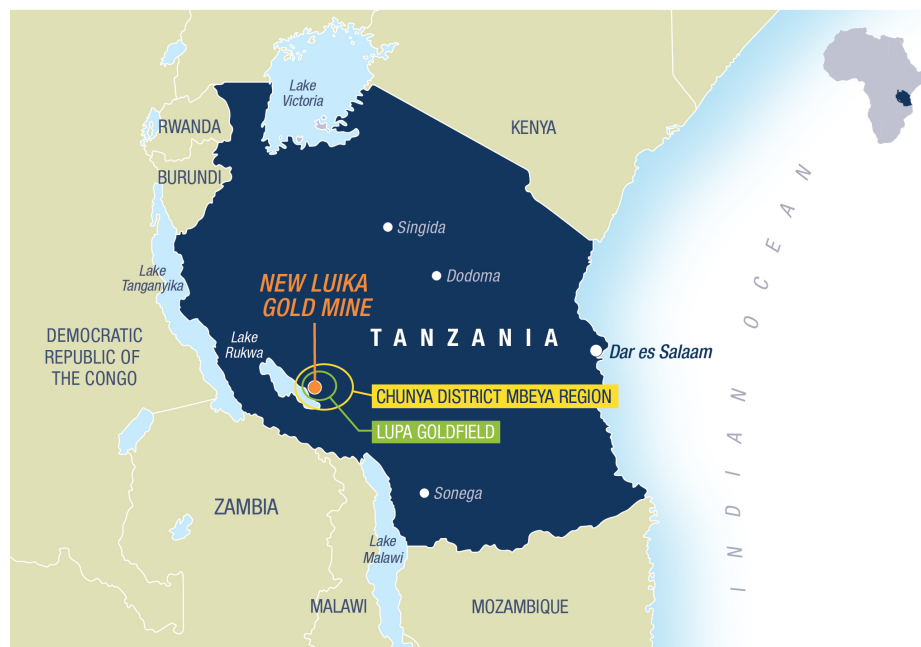 Lake
Victoria
RWANDA
KENYA
BURUNDI
Singida
Lake
Tanganyika
Dodoma
NEW LUIKA
GOLD MINE
DEMOCRATIC
REPUBLIC OF
THE CONGO
Lake
Rukwa
TANZANIA
Dar es Salaam
CHUNYA DISTRICT MBEYA REGION
LUPA GOLDFIELD
ZAMBIA
Sonega
Lake
Malawi
MALAWI
MOZAMBIQUE
INDIAN OCEAN